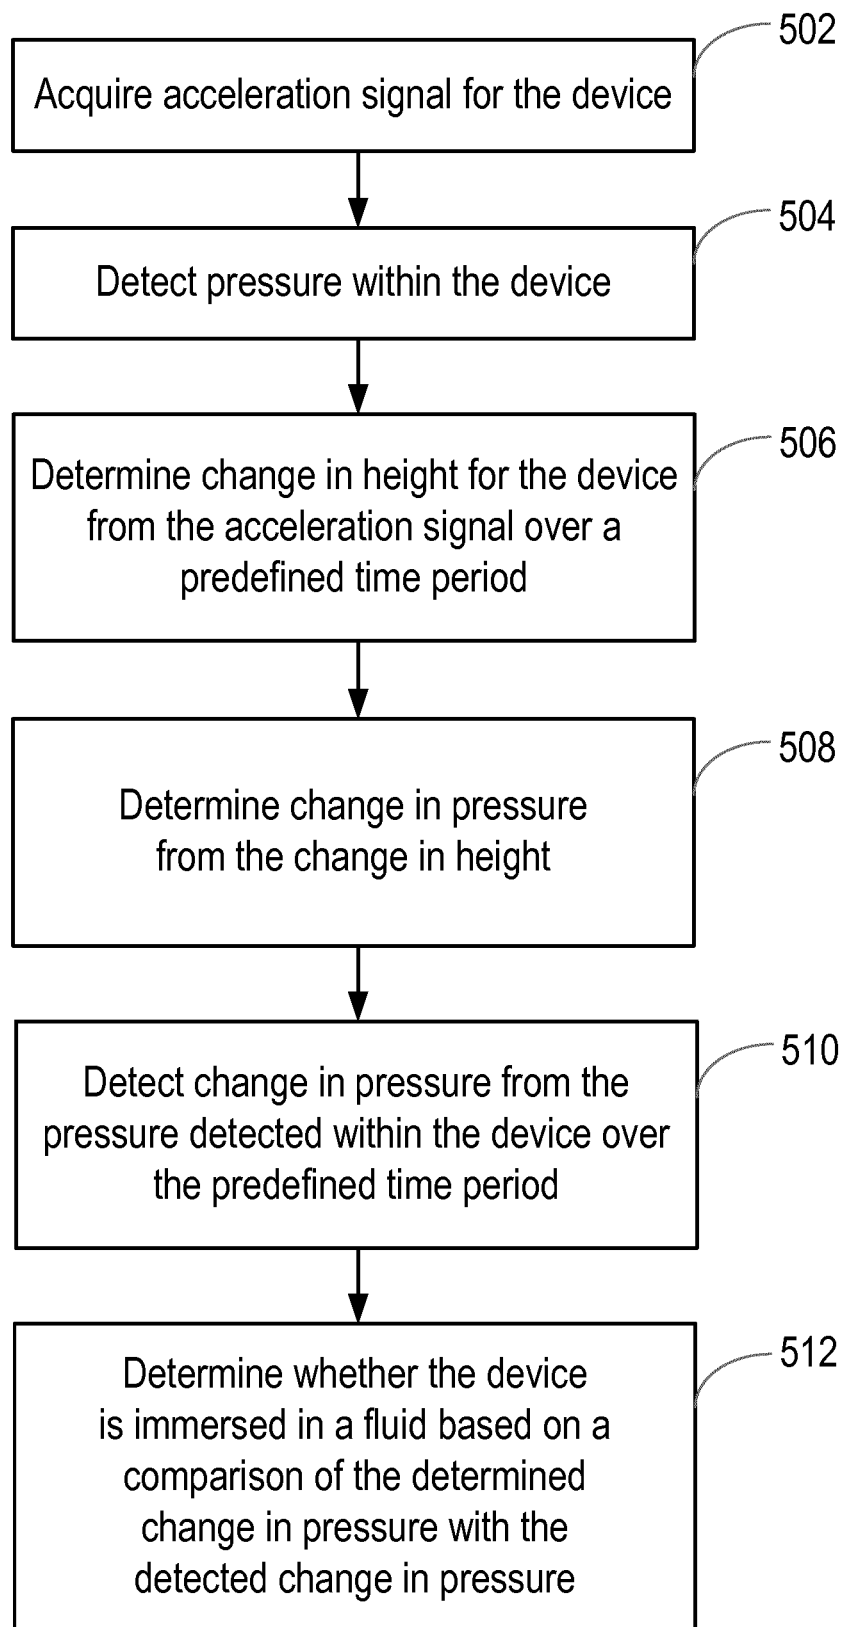 502
Acquire acceleration signal for the device
504
Detect pressure within the device
506
Determine change in height for the device
from the acceleration signal over a
predefined time period
508
Determine change in pressure
from the change in height
510
Detect change in pressure from the
pressure detected within the device over
the predefined time period
512
Determine whether the device
is immersed in a fluid based on a
comparison of the determined
change in pressure with the
detected change in pressure